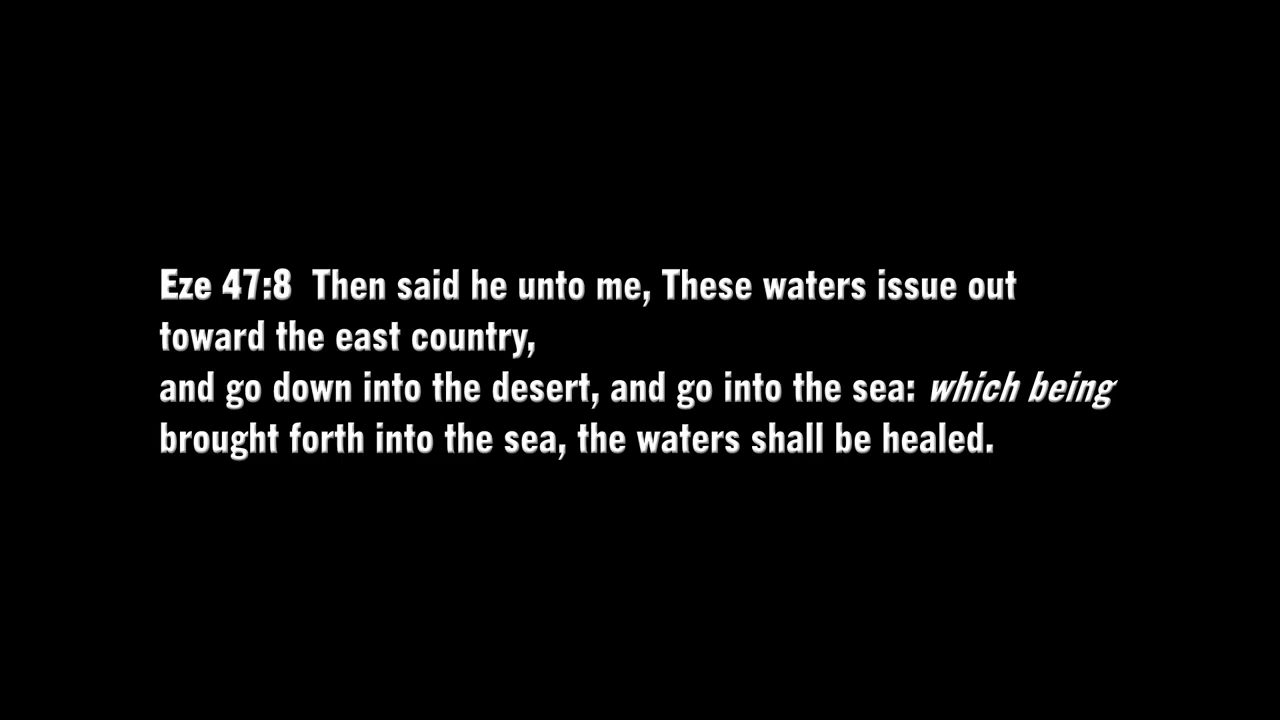 Eze 47:8  Then said he unto me, These waters issue out
toward the east country,
and go down into the desert, and go into the sea: which being
brought forth into the sea, the waters shall be healed.